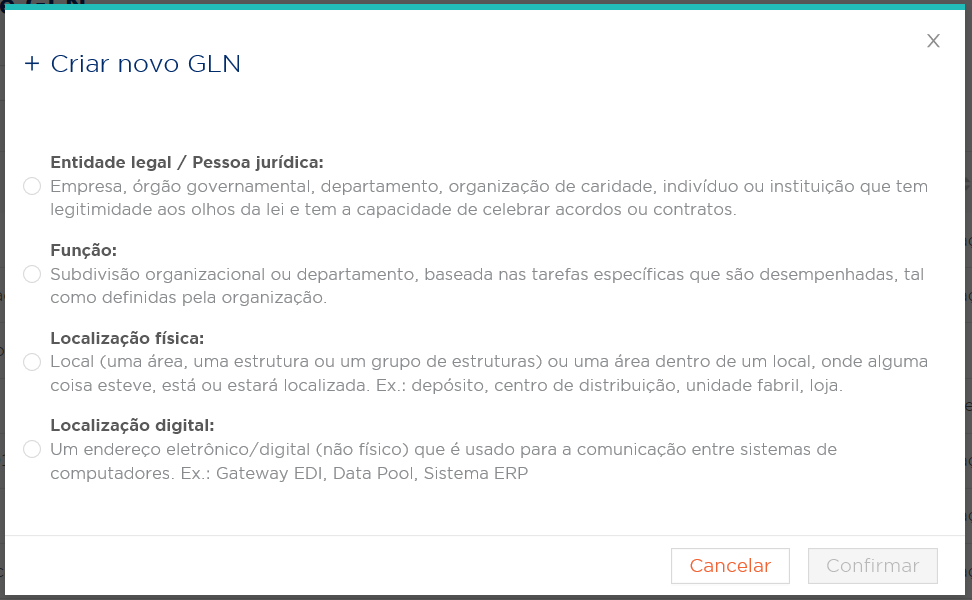 X
+ Criar novo GLN
Entidade legal / Pessoa jurídica:
Empresa, órgão governamental, departamento, organização de caridade, indivíduo ou instituição que tem
legitimidade aos olhos da lei e tem a capacidade de celebrar acordos ou contratos.
Função:
Subdivisão organizacional ou departamento, baseada nas tarefas específicas que são desempenhadas, tal
como definidas pela organização.
Localização física:
Local (uma área, uma estrutura ou um grupo de estruturas) ou uma área dentro de um local, onde alguma
coisa esteve, está ou estará localizada. Ex.: depósito, centro de distribuição, unidade fabril, loja.
Localização digital:
Um endereço eletrônico/digital (não físico) que é usado para a comunicação entre sistemas de
computadores. Ex.: Gateway EDI, Data Pool, Sistema ERP
Cancelar Confirmar